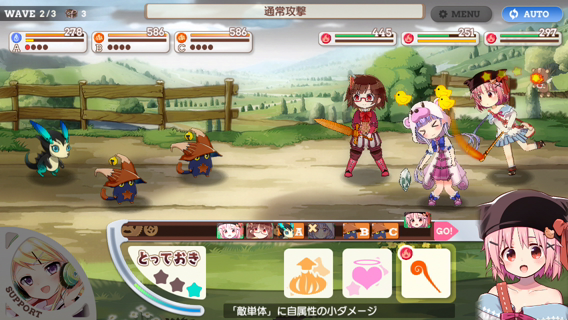 WAVE 2/3 3
通常攻撃
MENU
AUTO
278
A
586
B
586
C
445
251
297
A B C GO!
とっておき
SUPPORT
「敵単体」に自属性の小ダメージ